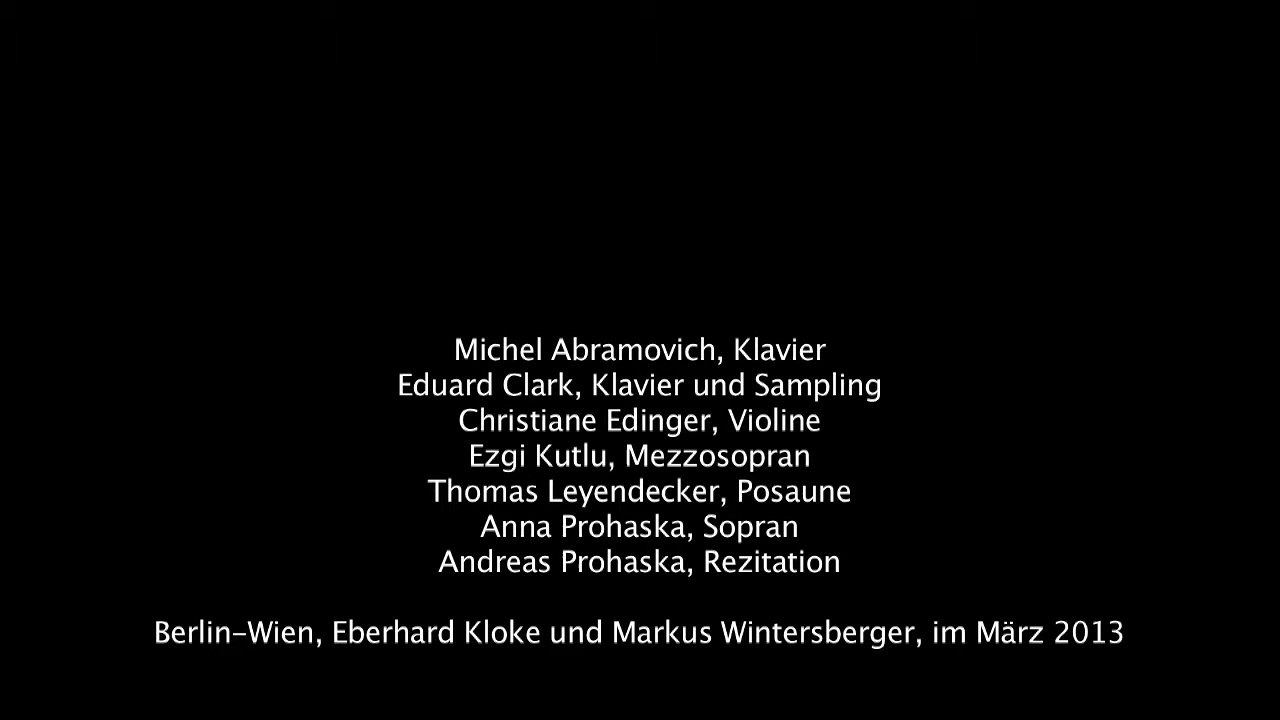 Michel Abramovich, Klavier
Eduard Clark, Klavier und Sampling
Christiane Edinger, Violine
Ezgi Kutlu, Mezzosopran
Thomas Leyendecker, Posaune
Anna Prohaska, Sopran
Andreas Prohaska, Rezitation
Berlin-Wien, Eberhard Kloke und Markus Wintersberger, im März 2013